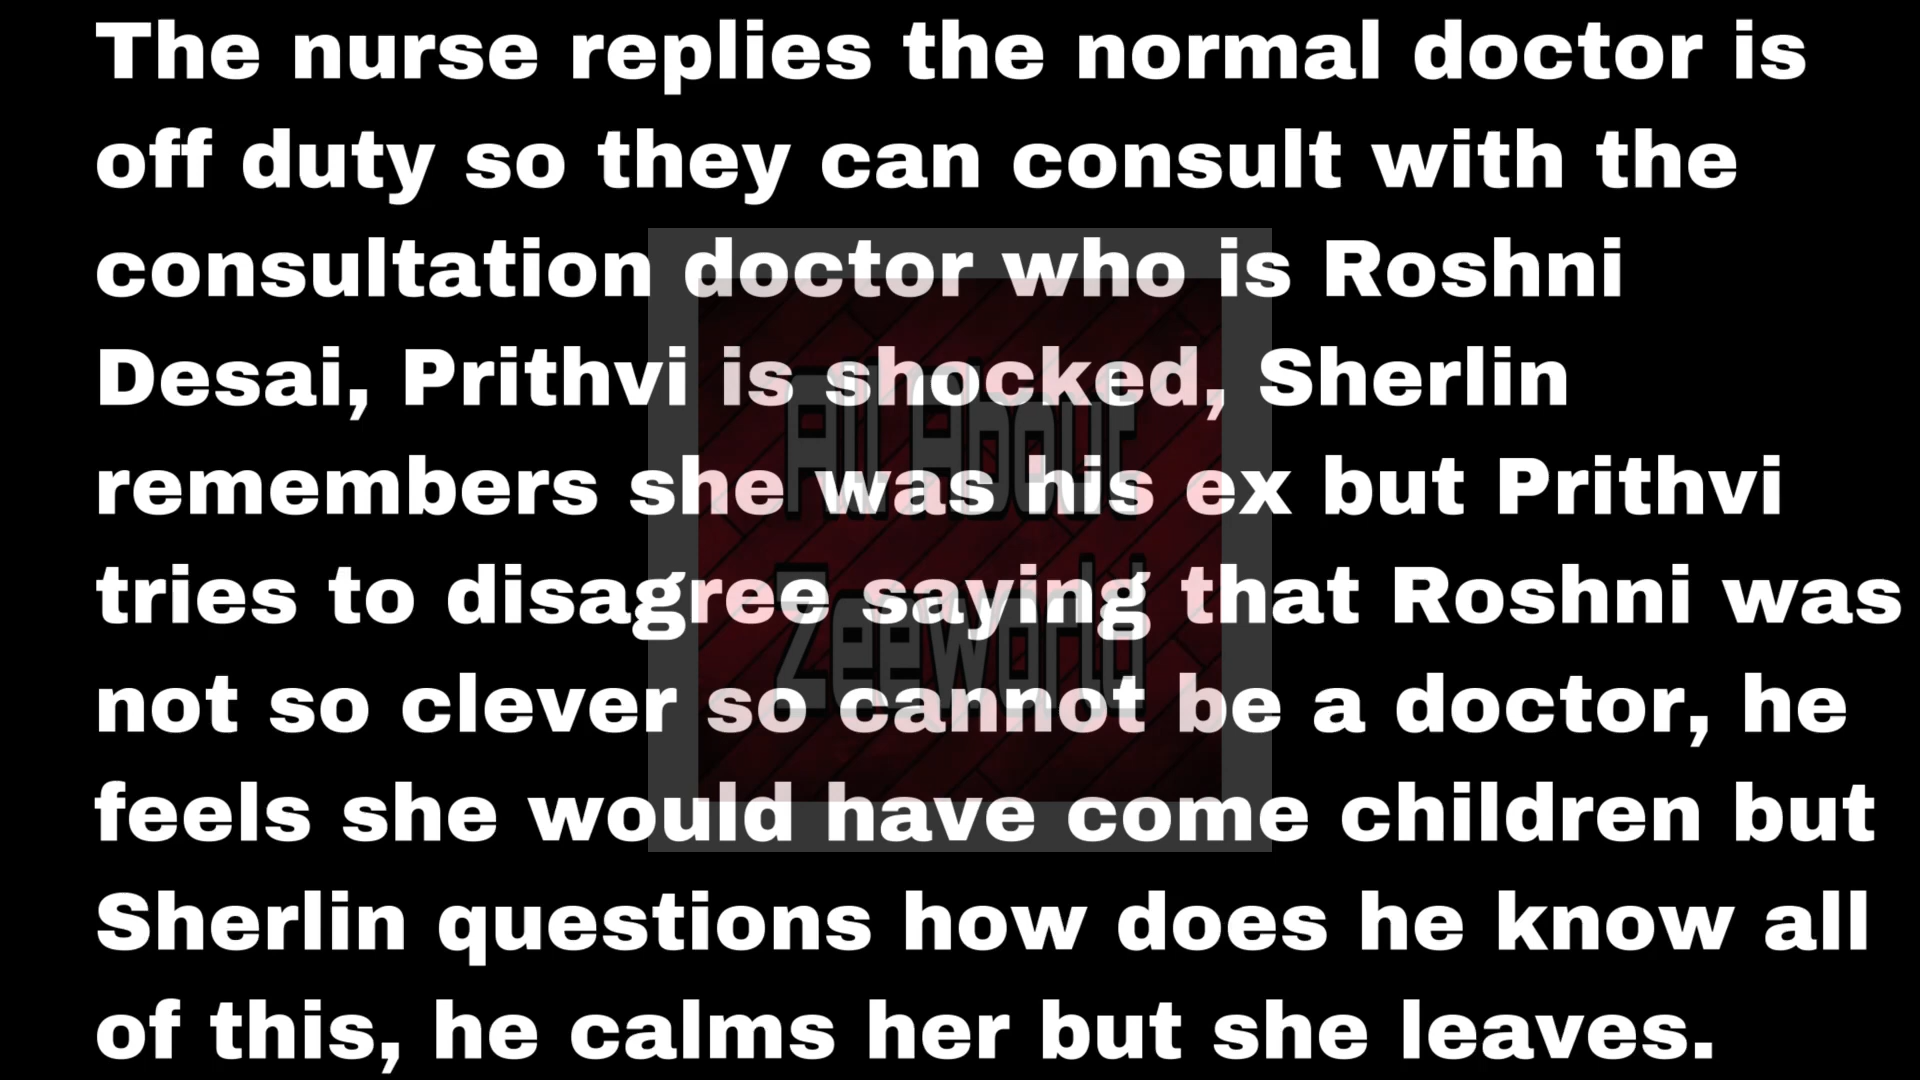 The nurse replies the normal doctor is
off duty so they can consult with the
consultation doctor who is Roshni
Desai, Prithvi is shocked, Sherlin
remembers she was his ex but Prithvi
tries to disagree saying that Roshni was
not so clever so cannot be a doctor, he
feels she would have come children but
Sherlin questions how does he know all
of this, he calms her but she leaves.
All About
Zeeworld